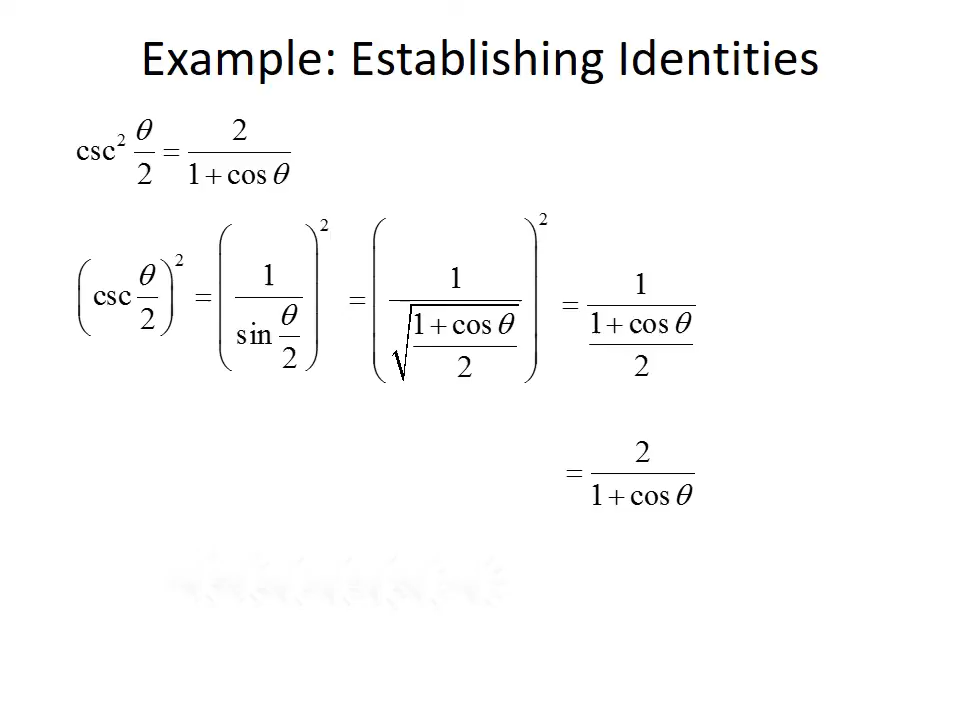 Example: Establishing Identities
csc² θ/2 = 2/(1 + cos θ)
(csc θ/2)² = (1/(sin θ/2))² = (1/√((1 + cos θ)/2))² = 1/((1 + cos θ)/2)
= 2/(1 + cos θ)